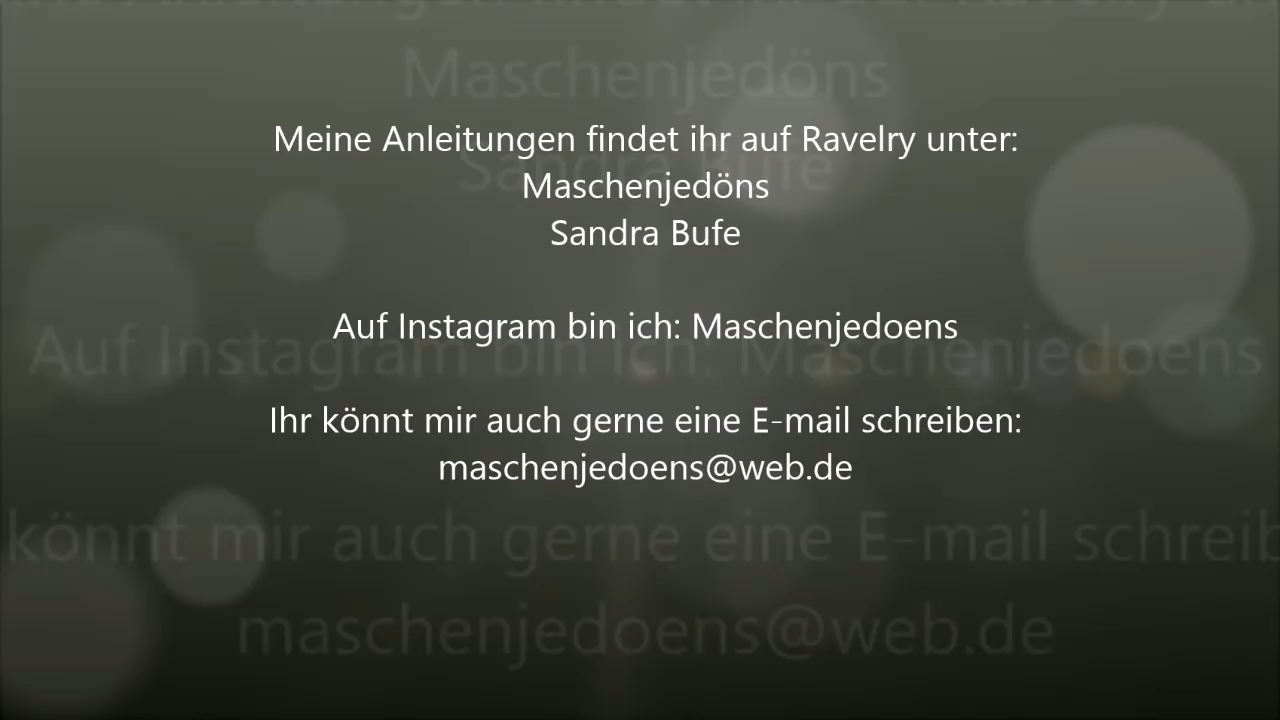 Meine Anleitungen findet ihr auf Ravelry unter:
Maschenjedöns
Sandra Bufe
Auf Instagram bin ich: Maschenjedoens
Ihr könnt mir auch gerne eine E-mail schreiben:
maschenjedoens@web.de